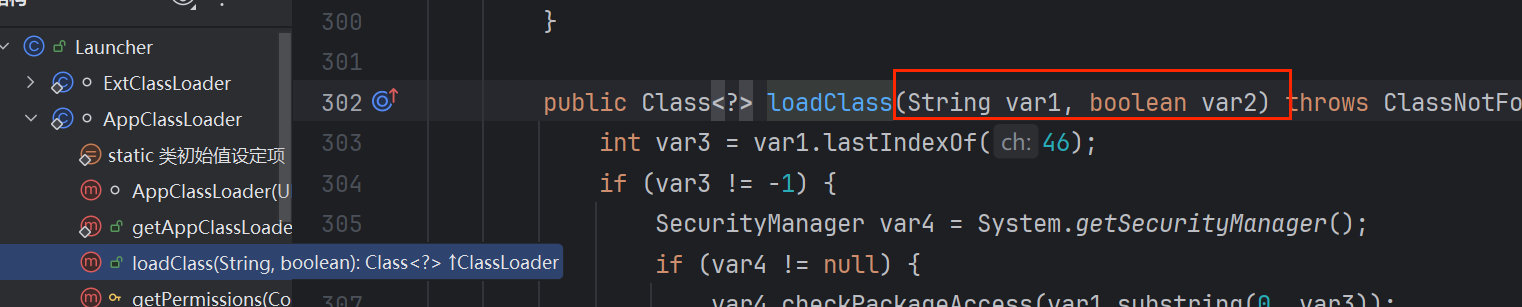 Launcher
ExtClassLoader
AppClassLoader
static 类初始值设定项
AppClassLoader(U
getAppClassLoade
loadClass(String, boolean): Class<?> ↑ClassLoader
getPermissions(Co
300 }
301
302 public Class<?> loadClass(String var1, boolean var2) throws ClassNotFo
303 int var3 = var1.lastIndexOf( ch: 46);
304 if (var3 != -1) {
305 SecurityManager var4 = System.getSecurityManager();
306 if (var4 != null) {
307 var4.checkPackageAccess(var1.substring(0, var3));